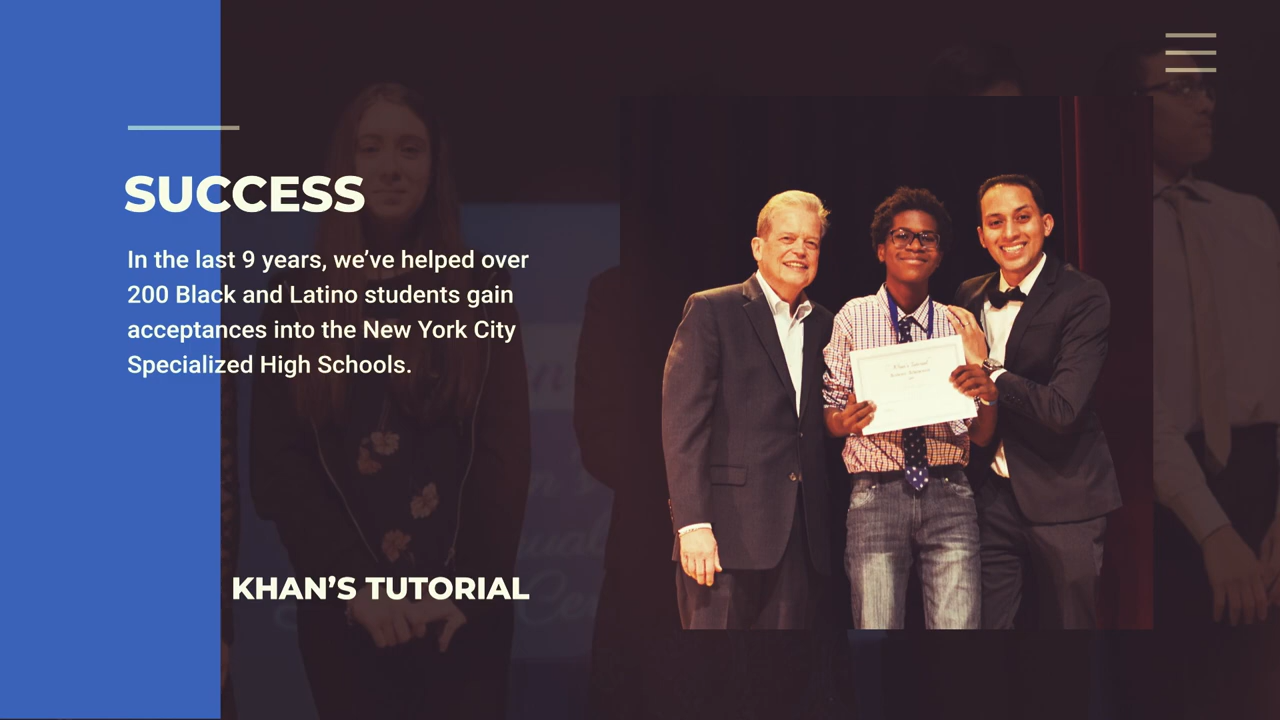 SUCCESS
In the last 9 years, we’ve helped over
200 Black and Latino students gain
acceptances into the New York City
Specialized High Schools.
KHAN’S TUTORIAL